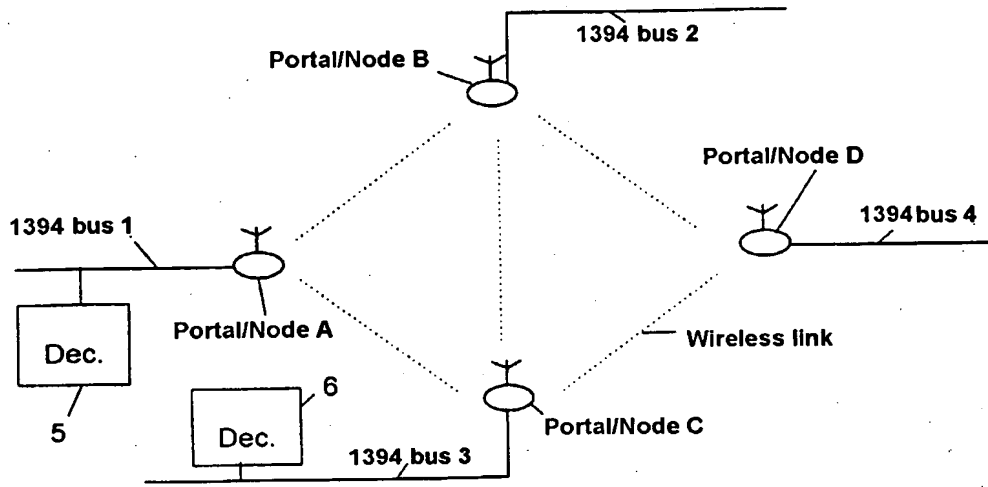 1394 bus 2
Portal/Node B
Portal/Node D
1394 bus 1
1394 bus 4
Portal/Node A
Wireless link
Dec.
5
6
Dec.
Portal/Node C
1394 bus 3